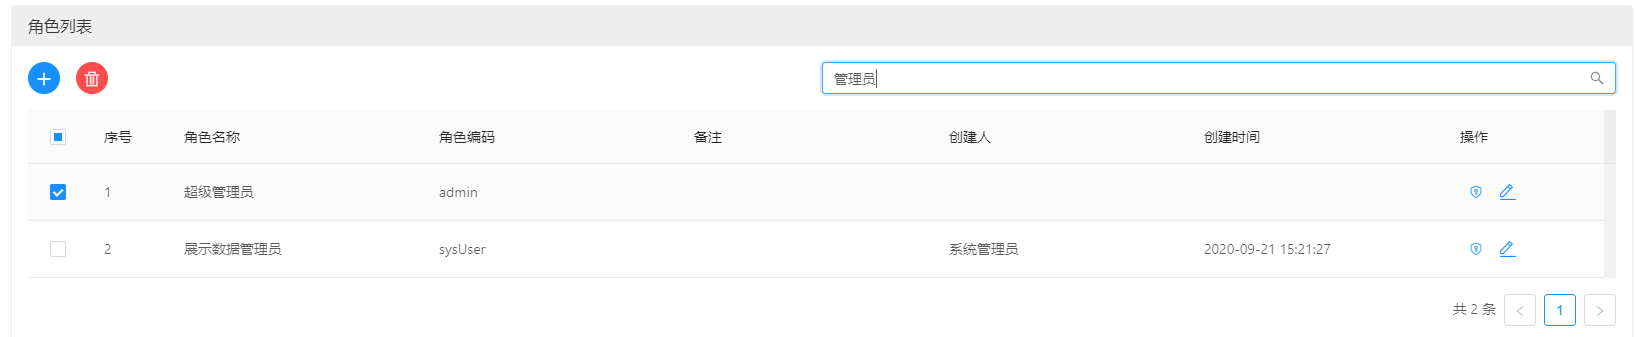 角色列表
管理员
序号 角色名称 角色编码 备注 创建人 创建时间 操作
1 超级管理员 admin
2 展示数据管理员 sysUser 系统管理员 2020-09-21 15:21:27
共 2 条 < 1 >